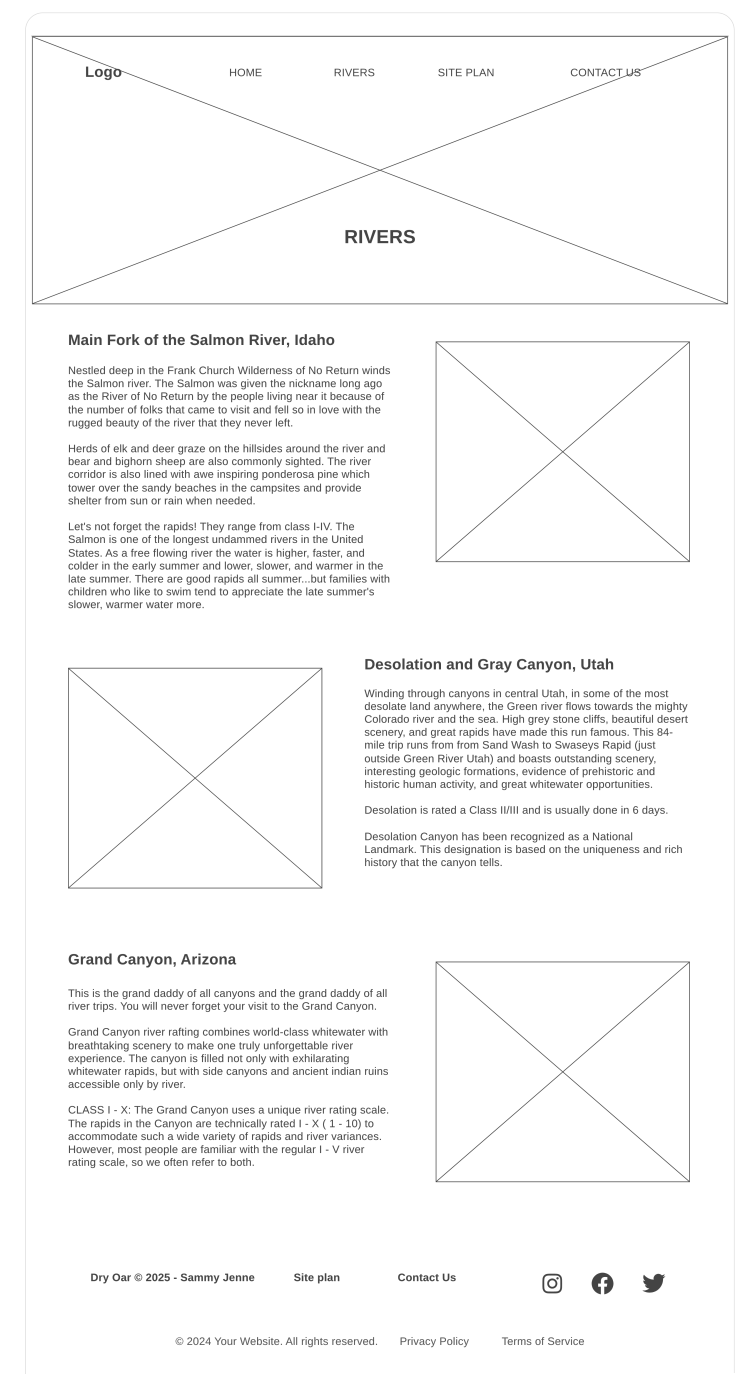 Logo HOME RIVERS SITE PLAN CONTACT US
RIVERS
Main Fork of the Salmon River, Idaho
Nestled deep in the Frank Church Wilderness of No Return winds
the Salmon river. The Salmon was given the nickname long ago
as the River of No Return by the people living near it because of
the number of folks that came to visit and fell so in love with the
rugged beauty of the river that they never left.
Herds of elk and deer graze on the hillsides around the river and
bear and bighorn sheep are also commonly sighted. The river
corridor is also lined with awe inspiring ponderosa pine which
tower over the sandy beaches in the campsites and provide
shelter from sun or rain when needed.
Let's not forget the rapids! They range from class I-IV. The
Salmon is one of the longest undammed rivers in the United
States. As a free flowing river the water is higher, faster, and
colder in the early summer and lower, slower, and warmer in the
late summer. There are good rapids all summer...but families with
children who like to swim tend to appreciate the late summer's
slower, warmer water more.
Desolation and Gray Canyon, Utah
Winding through canyons in central Utah, in some of the most
desolate land anywhere, the Green river flows towards the mighty
Colorado river and the sea. High grey stone cliffs, beautiful desert
scenery, and great rapids have made this run famous. This 84-
mile trip runs from from Sand Wash to Swaseys Rapid (just
outside Green River Utah) and boasts outstanding scenery,
interesting geologic formations, evidence of prehistoric and
historic human activity, and great whitewater opportunities.
Desolation is rated a Class II/III and is usually done in 6 days.
Desolation Canyon has been recognized as a National
Landmark. This designation is based on the uniqueness and rich
history that the canyon tells.
Grand Canyon, Arizona
This is the grand daddy of all canyons and the grand daddy of all
river trips. You will never forget your visit to the Grand Canyon.
Grand Canyon river rafting combines world-class whitewater with
breathtaking scenery to make one truly unforgettable river
experience. The canyon is filled not only with exhilarating
whitewater rapids, but with side canyons and ancient indian ruins
accessible only by river.
CLASS I - X: The Grand Canyon uses a unique river rating scale.
The rapids in the Canyon are technically rated I - X ( 1 - 10) to
accommodate such a wide variety of rapids and river variances.
However, most people are familiar with the regular I - V river
rating scale, so we often refer to both.
Dry Oar © 2025 - Sammy Jenne Site plan Contact Us
© 2024 Your Website. All rights reserved. Privacy Policy Terms of Service